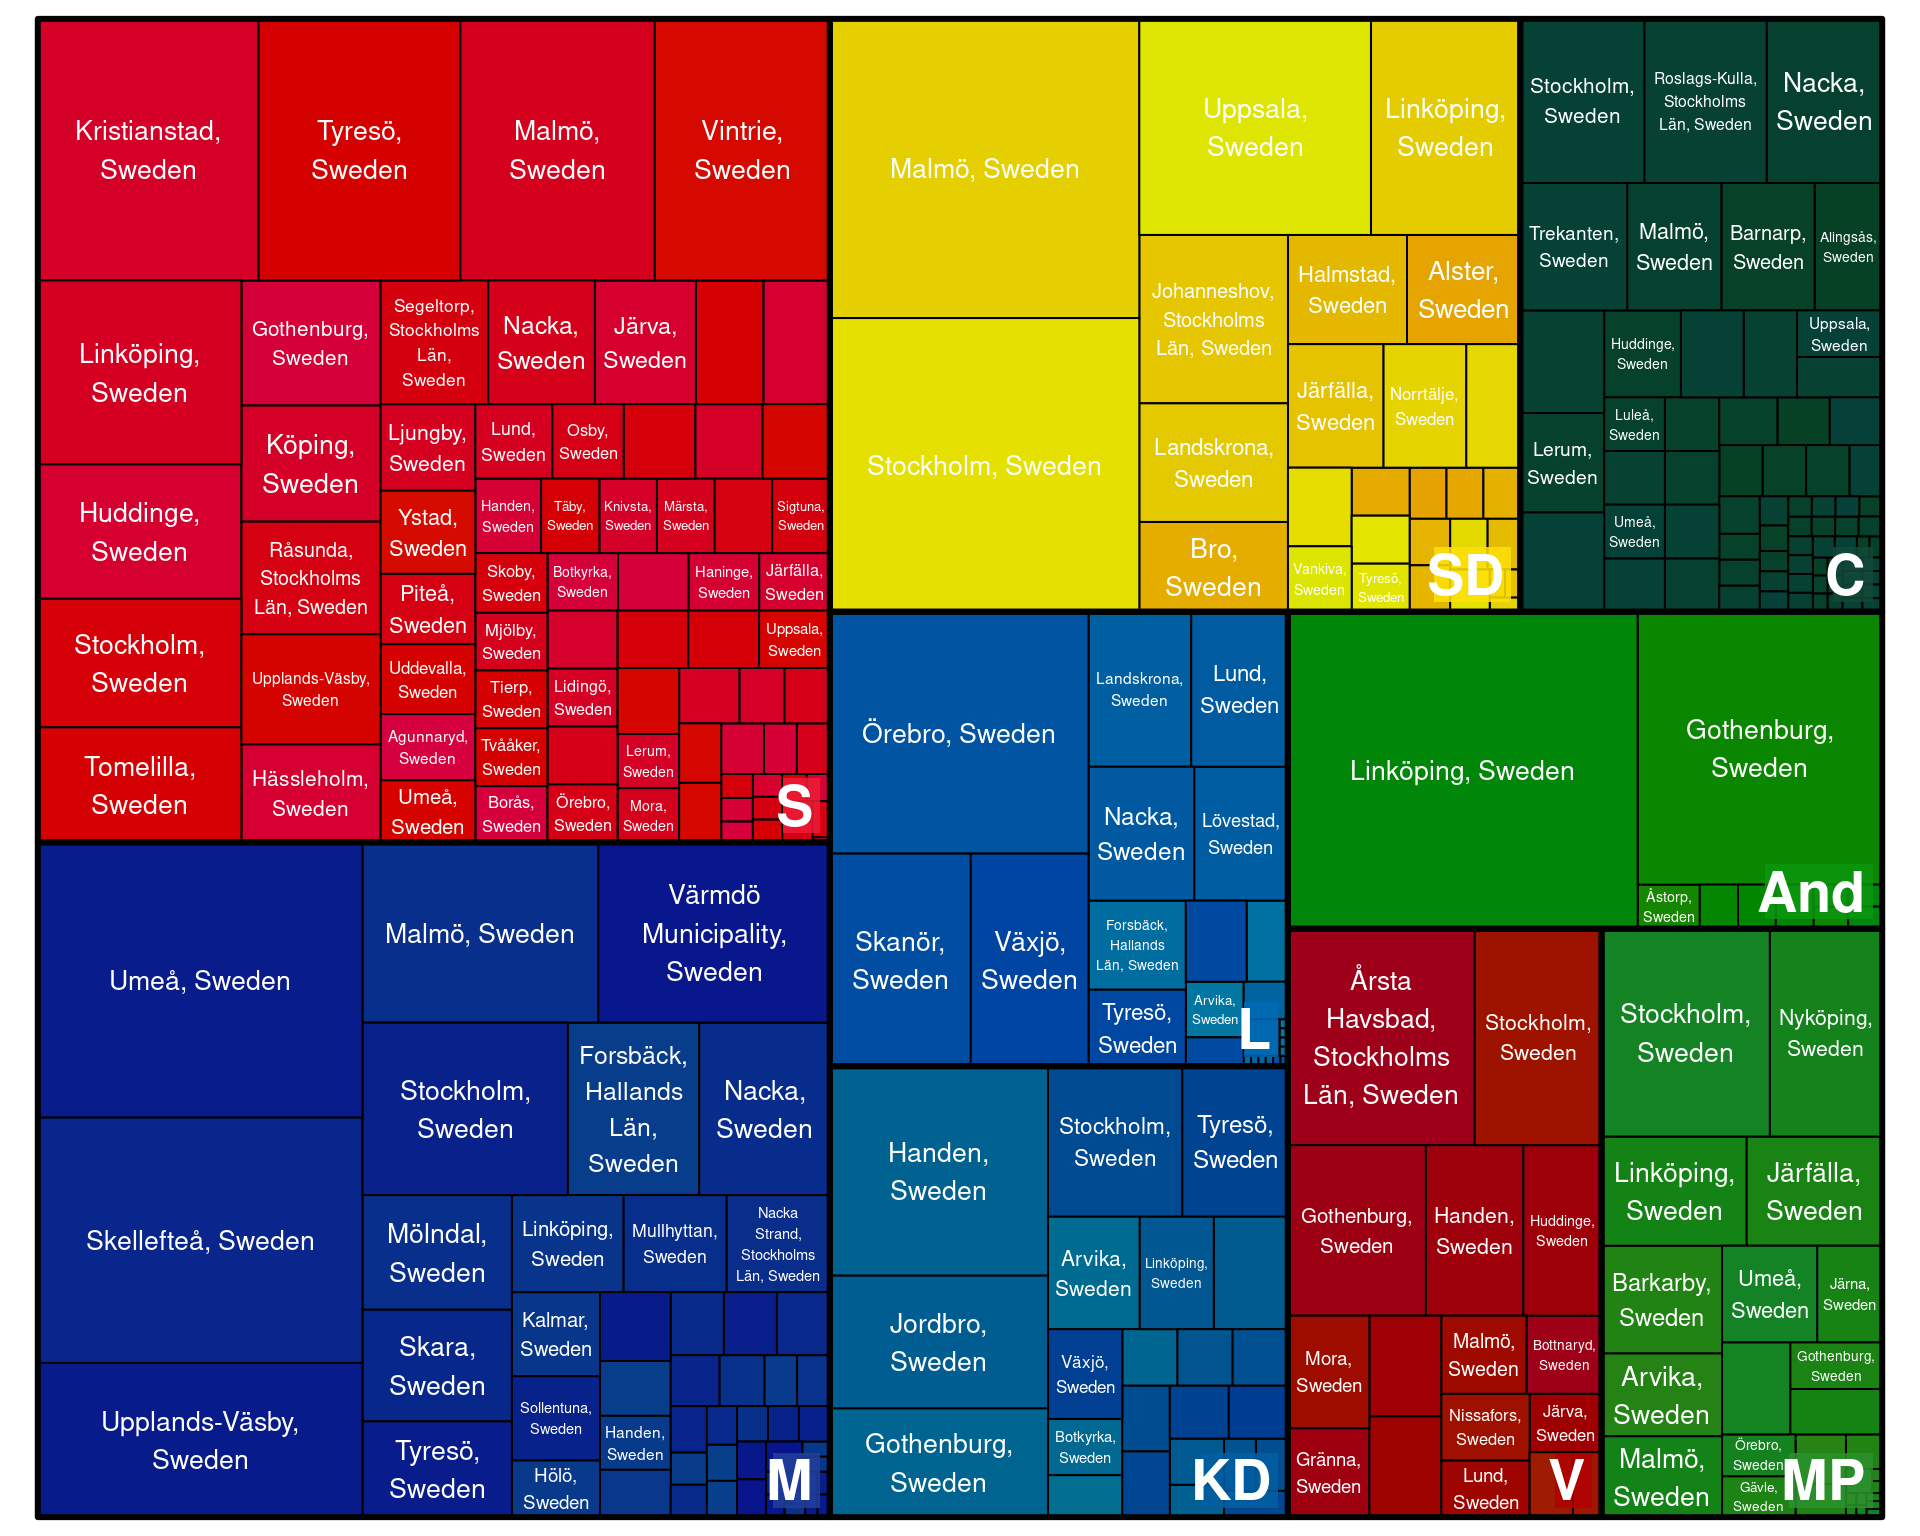 Kristianstad,
Sweden
Tyresö,
Sweden
Malmö,
Sweden
Vintrie,
Sweden
Linköping,
Sweden
Gothenburg,
Sweden
Segeltorp,
Stockholms
Län,
Sweden
Nacka,
Sweden
Järva,
Sweden
Köping,
Sweden
Ljungby,
Sweden
Lund,
Sweden
Osby,
Sweden
Huddinge,
Sweden
Råsunda,
Stockholms
Län, Sweden
Ystad,
Sweden
Handen,
Sweden
Täby,
Sweden
Knivsta,
Sweden
Märsta,
Sweden
Sigtuna,
Sweden
Piteå,
Sweden
Skoby,
Sweden
Botkyrka,
Sweden
Haninge,
Sweden
Järfälla,
Sweden
Stockholm,
Sweden
Upplands-Väsby,
Sweden
Uddevalla,
Sweden
Mjölby,
Sweden
Uppsala,
Sweden
Tierp,
Sweden
Lidingö,
Sweden
Tomelilla,
Sweden
Hässleholm,
Sweden
Agunnaryd,
Sweden
Tvååker,
Sweden
Lerum,
Sweden
Umeå,
Sweden
Borås,
Sweden
Örebro,
Sweden
Mora,
Sweden
S
Malmö, Sweden
Uppsala,
Sweden
Linköping,
Sweden
Stockholm, Sweden
Johanneshov,
Stockholms
Län, Sweden
Halmstad,
Sweden
Alster,
Sweden
Landskrona,
Sweden
Järfälla,
Sweden
Norrtälje,
Sweden
Bro,
Sweden
Vankiva,
Sweden
Tyresö,
Sweden
SD
Stockholm,
Sweden
Roslags-Kulla,
Stockholms
Län, Sweden
Nacka,
Sweden
Trekanten,
Sweden
Malmö,
Sweden
Barnarp,
Sweden
Alingsås,
Sweden
Huddinge,
Sweden
Uppsala,
Sweden
Lerum,
Sweden
Luleå,
Sweden
Umeå,
Sweden
C
Umeå, Sweden
Malmö, Sweden
Värmdö
Municipality,
Sweden
Skellefteå, Sweden
Stockholm,
Sweden
Forsbäck,
Hallands
Län,
Sweden
Nacka,
Sweden
Upplands-Väsby,
Sweden
Mölndal,
Sweden
Linköping,
Sweden
Mullhyttan,
Sweden
Nacka
Strand,
Stockholms
Län, Sweden
Skara,
Sweden
Kalmar,
Sweden
Sollentuna,
Sweden
Handen,
Sweden
Tyresö,
Sweden
Hölö,
Sweden
M
Örebro, Sweden
Landskrona,
Sweden
Lund,
Sweden
Nacka,
Sweden
Lövestad,
Sweden
Skanör,
Sweden
Växjö,
Sweden
Forsbäck,
Hallands
Län, Sweden
Tyresö,
Sweden
Arvika,
Sweden
L
Handen,
Sweden
Stockholm,
Sweden
Tyresö,
Sweden
Jordbro,
Sweden
Arvika,
Sweden
Linköping,
Sweden
Gothenburg,
Sweden
Växjö,
Sweden
Botkyrka,
Sweden
KD
Linköping, Sweden
Gothenburg,
Sweden
Åstorp,
Sweden
And
Årsta
Havsbad,
Stockholms
Län, Sweden
Stockholm,
Sweden
Gothenburg,
Sweden
Handen,
Sweden
Huddinge,
Sweden
Mora,
Sweden
Malmö,
Sweden
Bottnaryd,
Sweden
Gränna,
Sweden
Nissafors,
Sweden
Järva,
Sweden
Lund,
Sweden
V
Stockholm,
Sweden
Nyköping,
Sweden
Linköping,
Sweden
Järfälla,
Sweden
Barkarby,
Sweden
Umeå,
Sweden
Järna,
Sweden
Arvika,
Sweden
Gothenburg,
Sweden
Malmö,
Sweden
Örebro,
Sweden
Gävle,
Sweden
MP